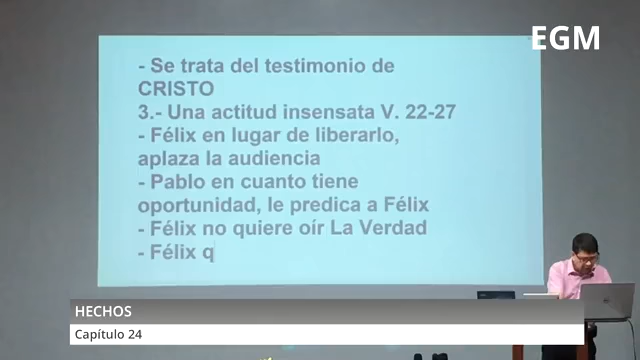 EGM
- Se trata del testimonio de
CRISTO
3.- Una actitud insensata V. 22-27
- Félix en lugar de liberarlo,
aplaza la audiencia
- Pablo en cuanto tiene
oportunidad, le predica a Félix
- Félix no quiere oír La Verdad
- Félix q
HECHOS
Capítulo 24